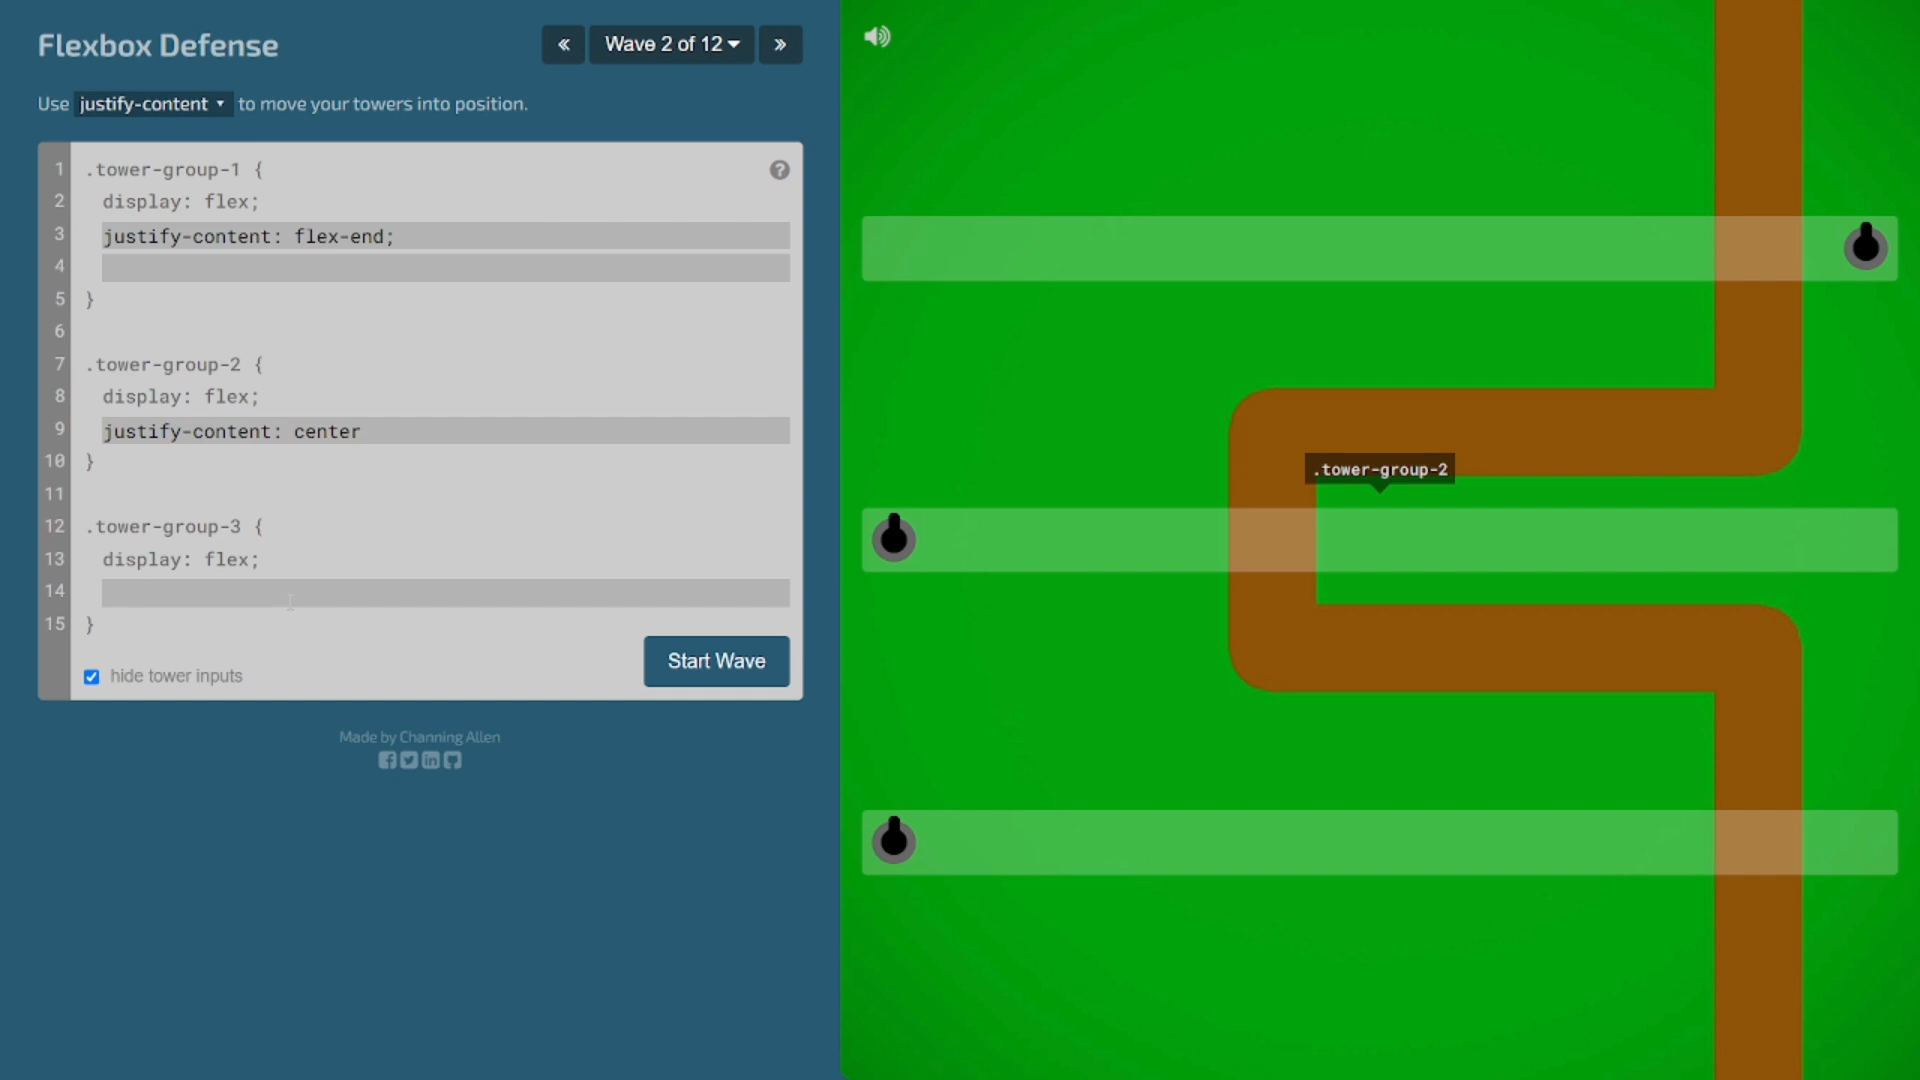 Flexbox Defense
« Wave 2 of 12 »
Use justify-content to move your towers into position.
1 .tower-group-1 {
2 display: flex;
3 justify-content: flex-end;
4
5 }
6
7 .tower-group-2 {
8 display: flex;
9 justify-content: center
10 }
11
12 .tower-group-3 {
13 display: flex;
14
15 }
hide tower inputs
Start Wave
Made by Channing Allen
.tower-group-2